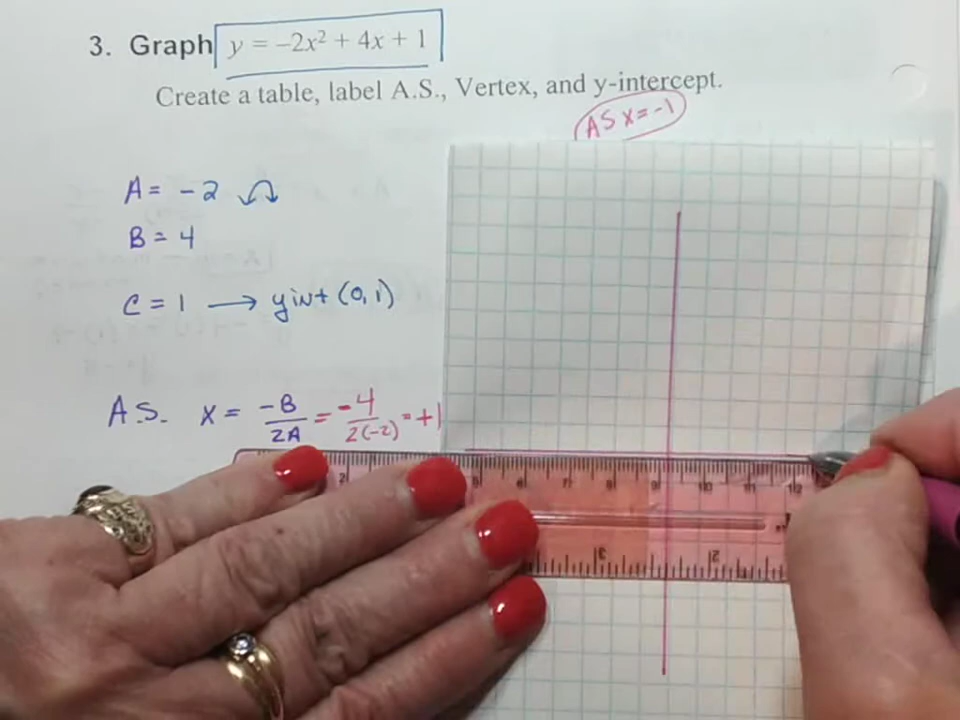 3. Graph y = -2x² + 4x + 1
Create a table, label A.S., Vertex, and y-intercept.
AS x = -1
A = -2
B = 4
C = 1 → yint (0, 1)
A.S. x = -B/2A = -4/2(-2) = +1